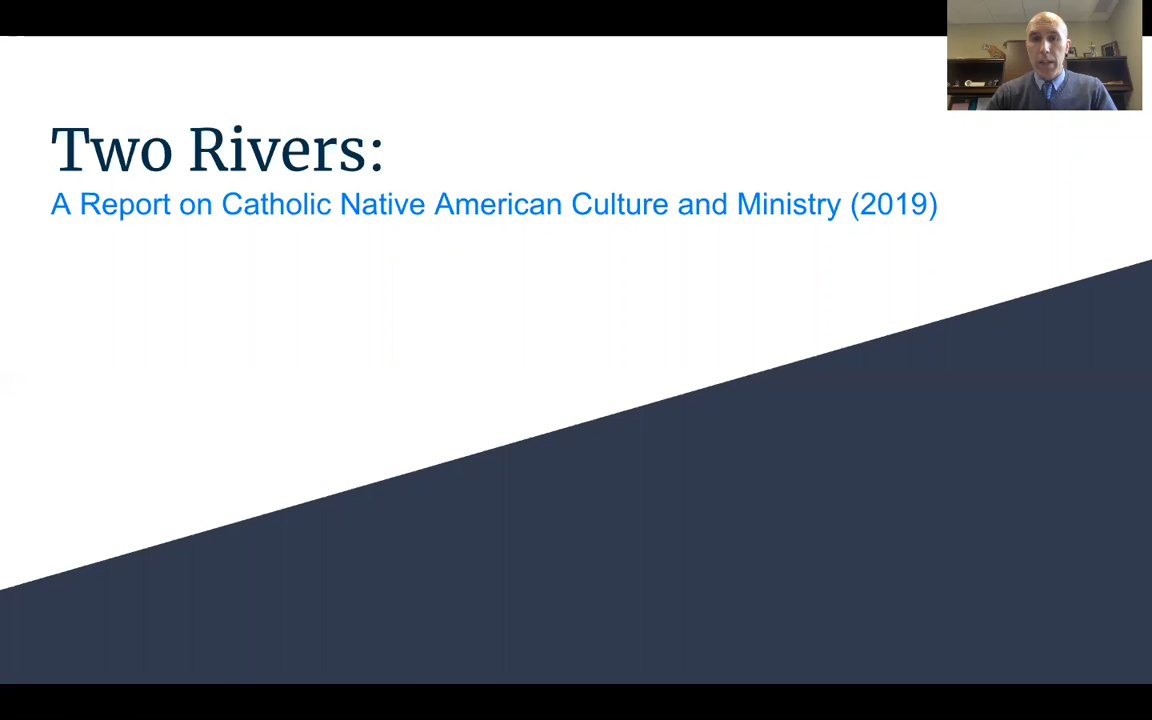 Two Rivers:
A Report on Catholic Native American Culture and Ministry (2019)